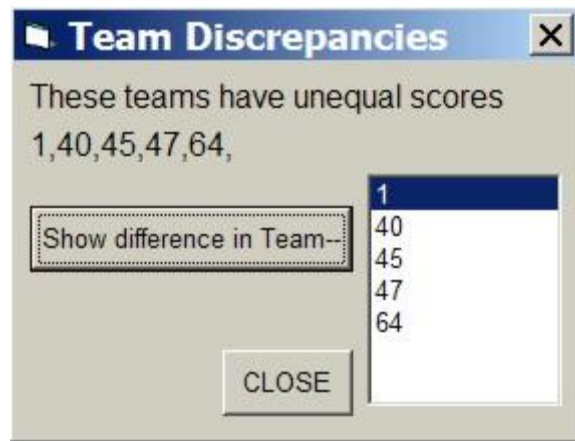 Team Discrepancies
These teams have unequal scores
1,40,45,47,64,
Show difference in Team--
1
40
45
47
64
CLOSE